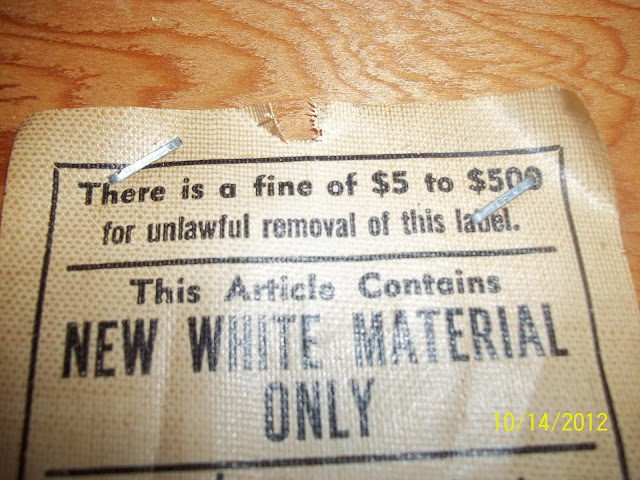 There is a fine of $5 to $500
for unlawful removal of this label.
This Article Contains
NEW WHITE MATERIAL
ONLY
10/14/2012